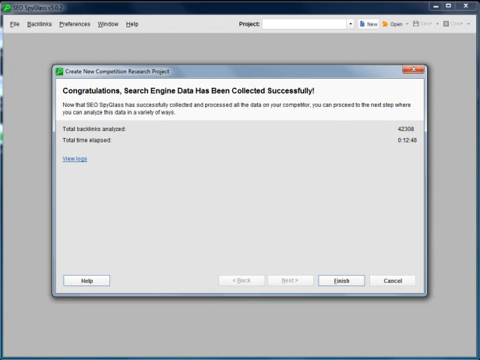 SEO SpyGlass v5.0.2
File Backlinks Preferences Window Help Project: New Open Save Close
Create New Competition Research Project
Congratulations, Search Engine Data Has Been Collected Successfully!
Now that SEO SpyGlass has successfully collected and processed all the data on your competitor, you can proceed to the next step where
you can analyze this data in a variety of ways.
Total backlinks analyzed: 42308
Total time elapsed: 0:12:48
View logs
Help < Back Next > Finish Cancel